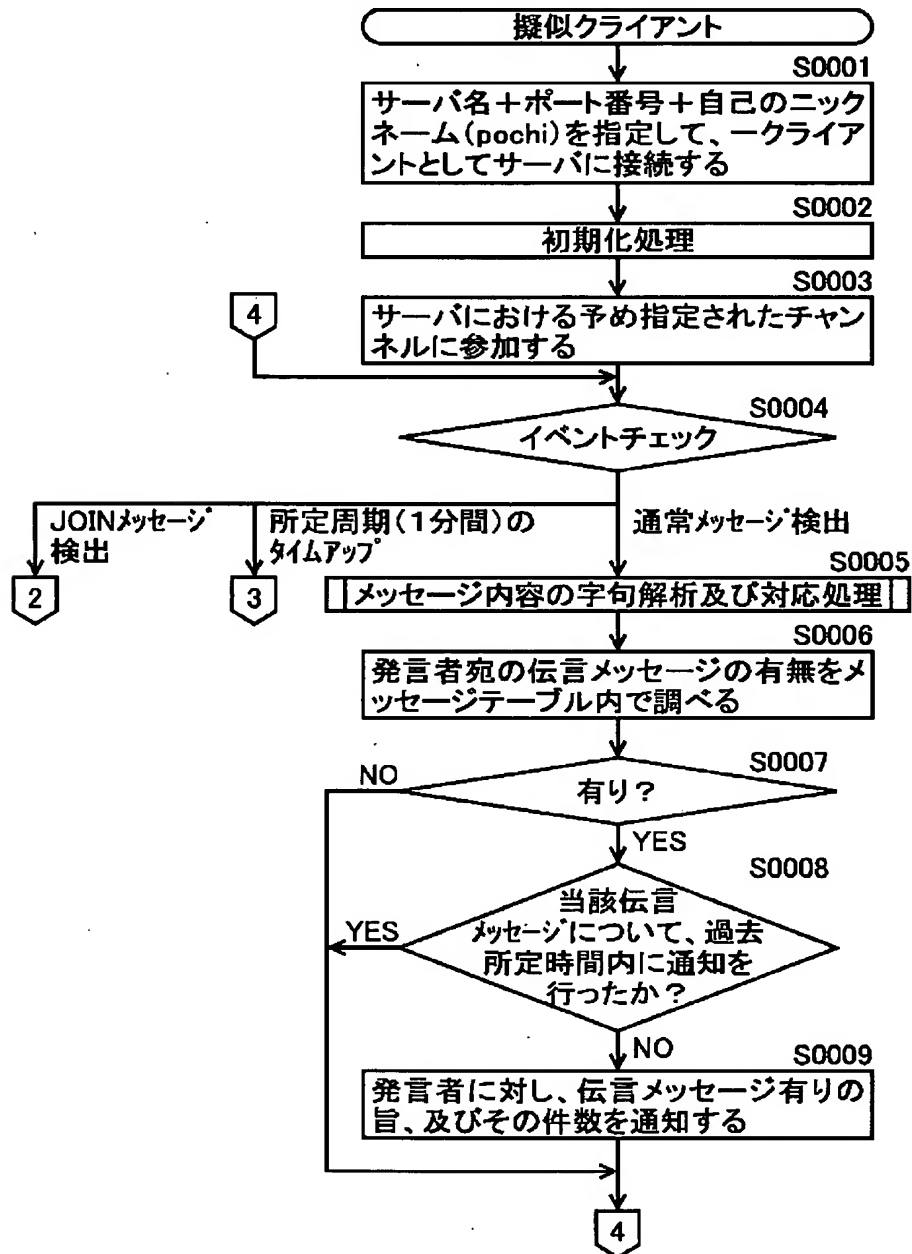 擬似クライアント
S0001
サーバ名+ポート番号+自己のニック
ネーム(pochi)を指定して、一クライア
ントとしてサーバに接続する
S0002
初期化処理
S0003
4
サーバにおける予め指定されたチャン
ネルに参加する
S0004
イベントチェック
JOINメッセージ
検出
所定周期(1分間)の
タイムアップ
通常メッセージ検出
2
3
S0005
メッセージ内容の字句解析及び対応処理
S0006
発言者宛の伝言メッセージの有無をメ
ッセージテーブル内で調べる
S0007
NO
有り?
YES
S0008
当該伝言
メッセージについて、過去
所定時間内に通知を
行ったか?
YES
NO
S0009
発言者に対し、伝言メッセージ有りの
旨、及びその件数を通知する
4